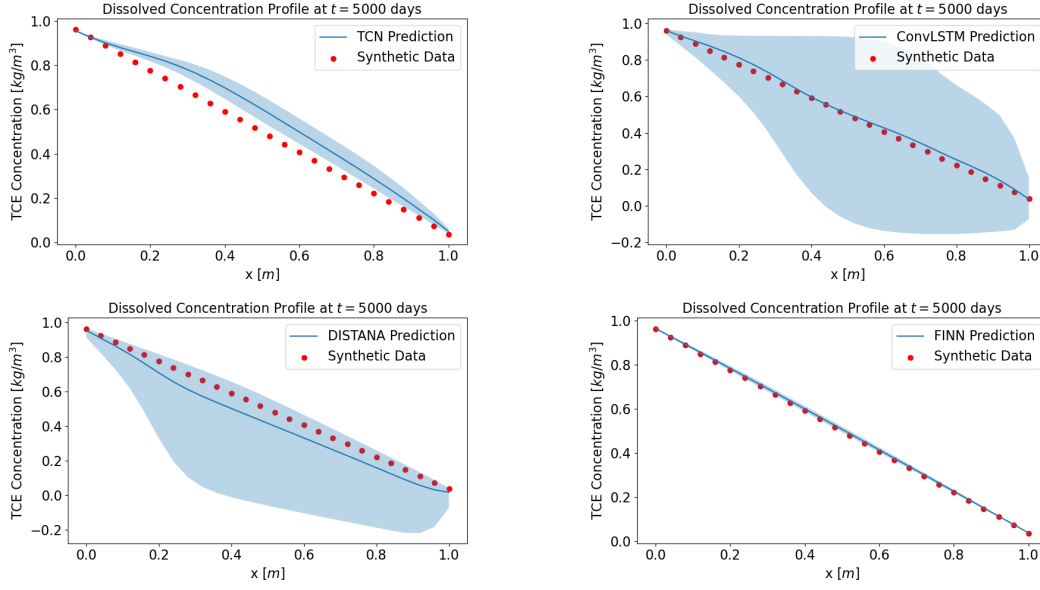 Dissolved Concentration Profile at t = 5000 days
TCE Concentration [kg/m³]
1.0
0.8
0.6
0.4
0.2
0.0
TCN Prediction
Synthetic Data
0.0 0.2 0.4 0.6 0.8 1.0
x [m]
Dissolved Concentration Profile at t = 5000 days
TCE Concentration [kg/m³]
1.0
0.8
0.6
0.4
0.2
0.0
−0.2
ConvLSTM Prediction
Synthetic Data
0.0 0.2 0.4 0.6 0.8 1.0
x [m]
Dissolved Concentration Profile at t = 5000 days
TCE Concentration [kg/m³]
1.0
0.8
0.6
0.4
0.2
0.0
−0.2
DISTANA Prediction
Synthetic Data
0.0 0.2 0.4 0.6 0.8 1.0
x [m]
Dissolved Concentration Profile at t = 5000 days
TCE Concentration [kg/m³]
1.0
0.8
0.6
0.4
0.2
0.0
FINN Prediction
Synthetic Data
0.0 0.2 0.4 0.6 0.8 1.0
x [m]